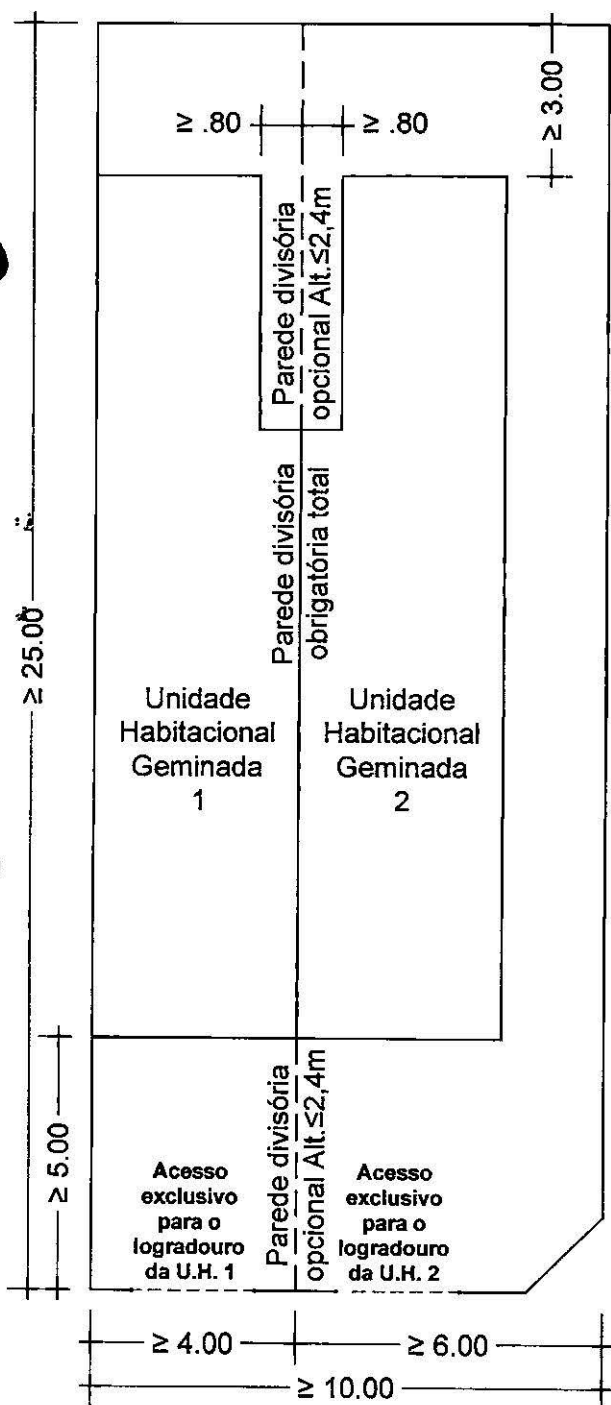 ≥ 3.00
≥ .80
≥ .80
Parede divisória
opcional Alt.≤2,4m
Parede divisória
obrigatória total
≥ 25.00
Unidade
Habitacional
Geminada
1
Unidade
Habitacional
Geminada
2
≥ 5.00
Parede divisória
opcional Alt.≤2,4m
Acesso
exclusivo
para o
logradouro
da U.H. 1
Acesso
exclusivo
para o
logradouro
da U.H. 2
≥ 4.00
≥ 6.00
≥ 10.00